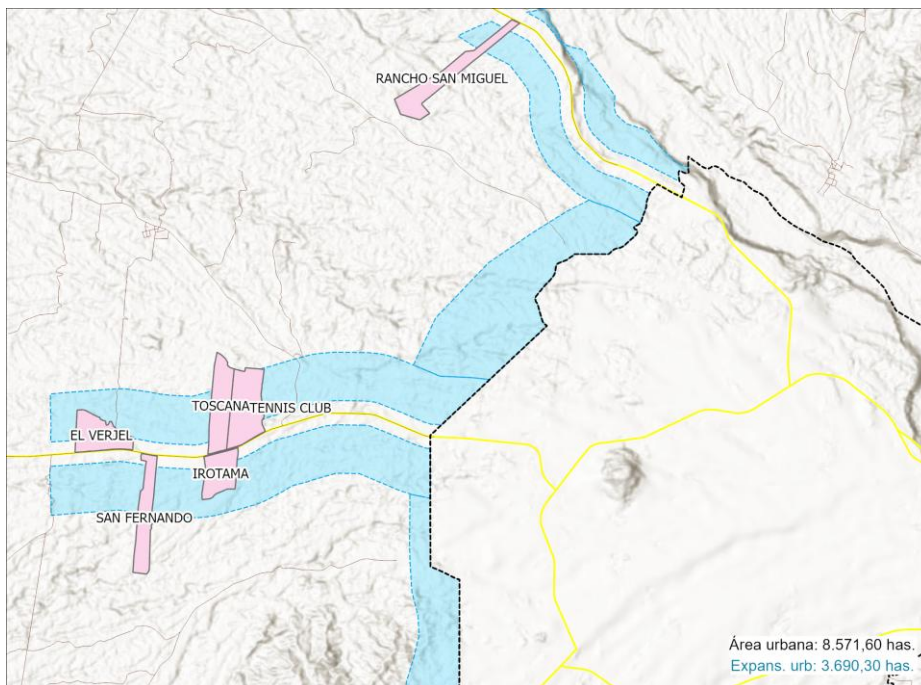 RANCHO SAN MIGUEL
TOSCANA TENNIS CLUB
EL VERJEL
IROTAMA
SAN FERNANDO
Área urbana: 8.571,60 has.
Expans. urb: 3.690,30 has.